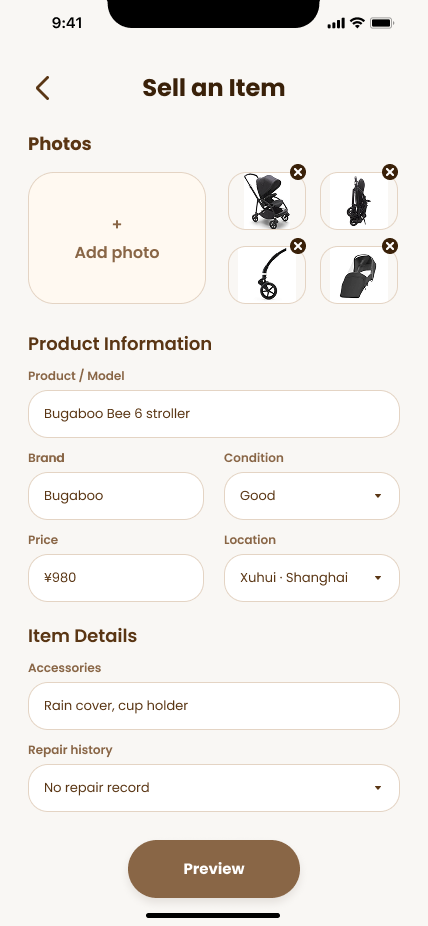 9:41
Sell an Item
Photos
+
Add photo
Product Information
Product / Model
Bugaboo Bee 6 stroller
Brand
Condition
Bugaboo
Good
Price
Location
¥980
Xuhui · Shanghai
Item Details
Accessories
Rain cover, cup holder
Repair history
No repair record
Preview